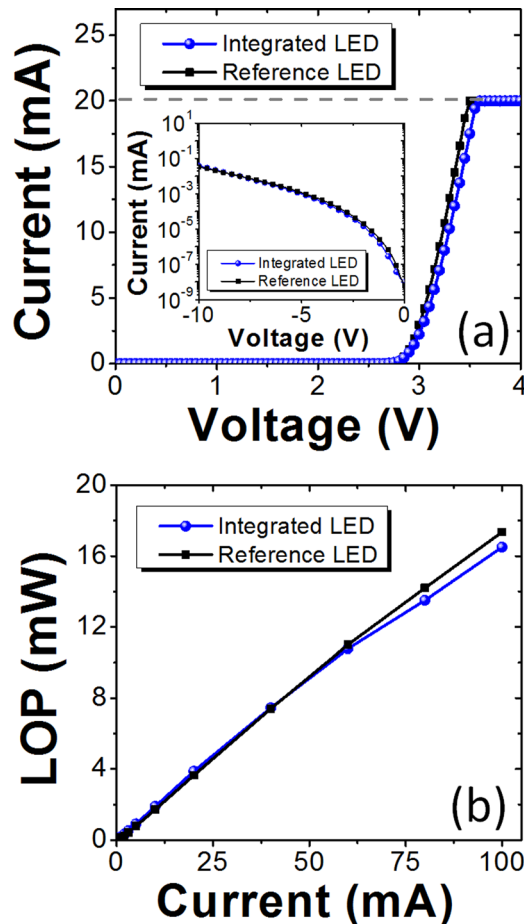 25
20
15
10
5
0
Current (mA)
Integrated LED
Reference LED
10^1
10^-1
10^-3
10^-5
10^-7
10^-9
Current (mA)
Integrated LED
Reference LED
-10 -5 0
Voltage (V)
(a)
0 1 2 3 4
Voltage (V)
20
16
12
8
4
0
LOP (mW)
Integrated LED
Reference LED
(b)
0 25 50 75 100
Current (mA)